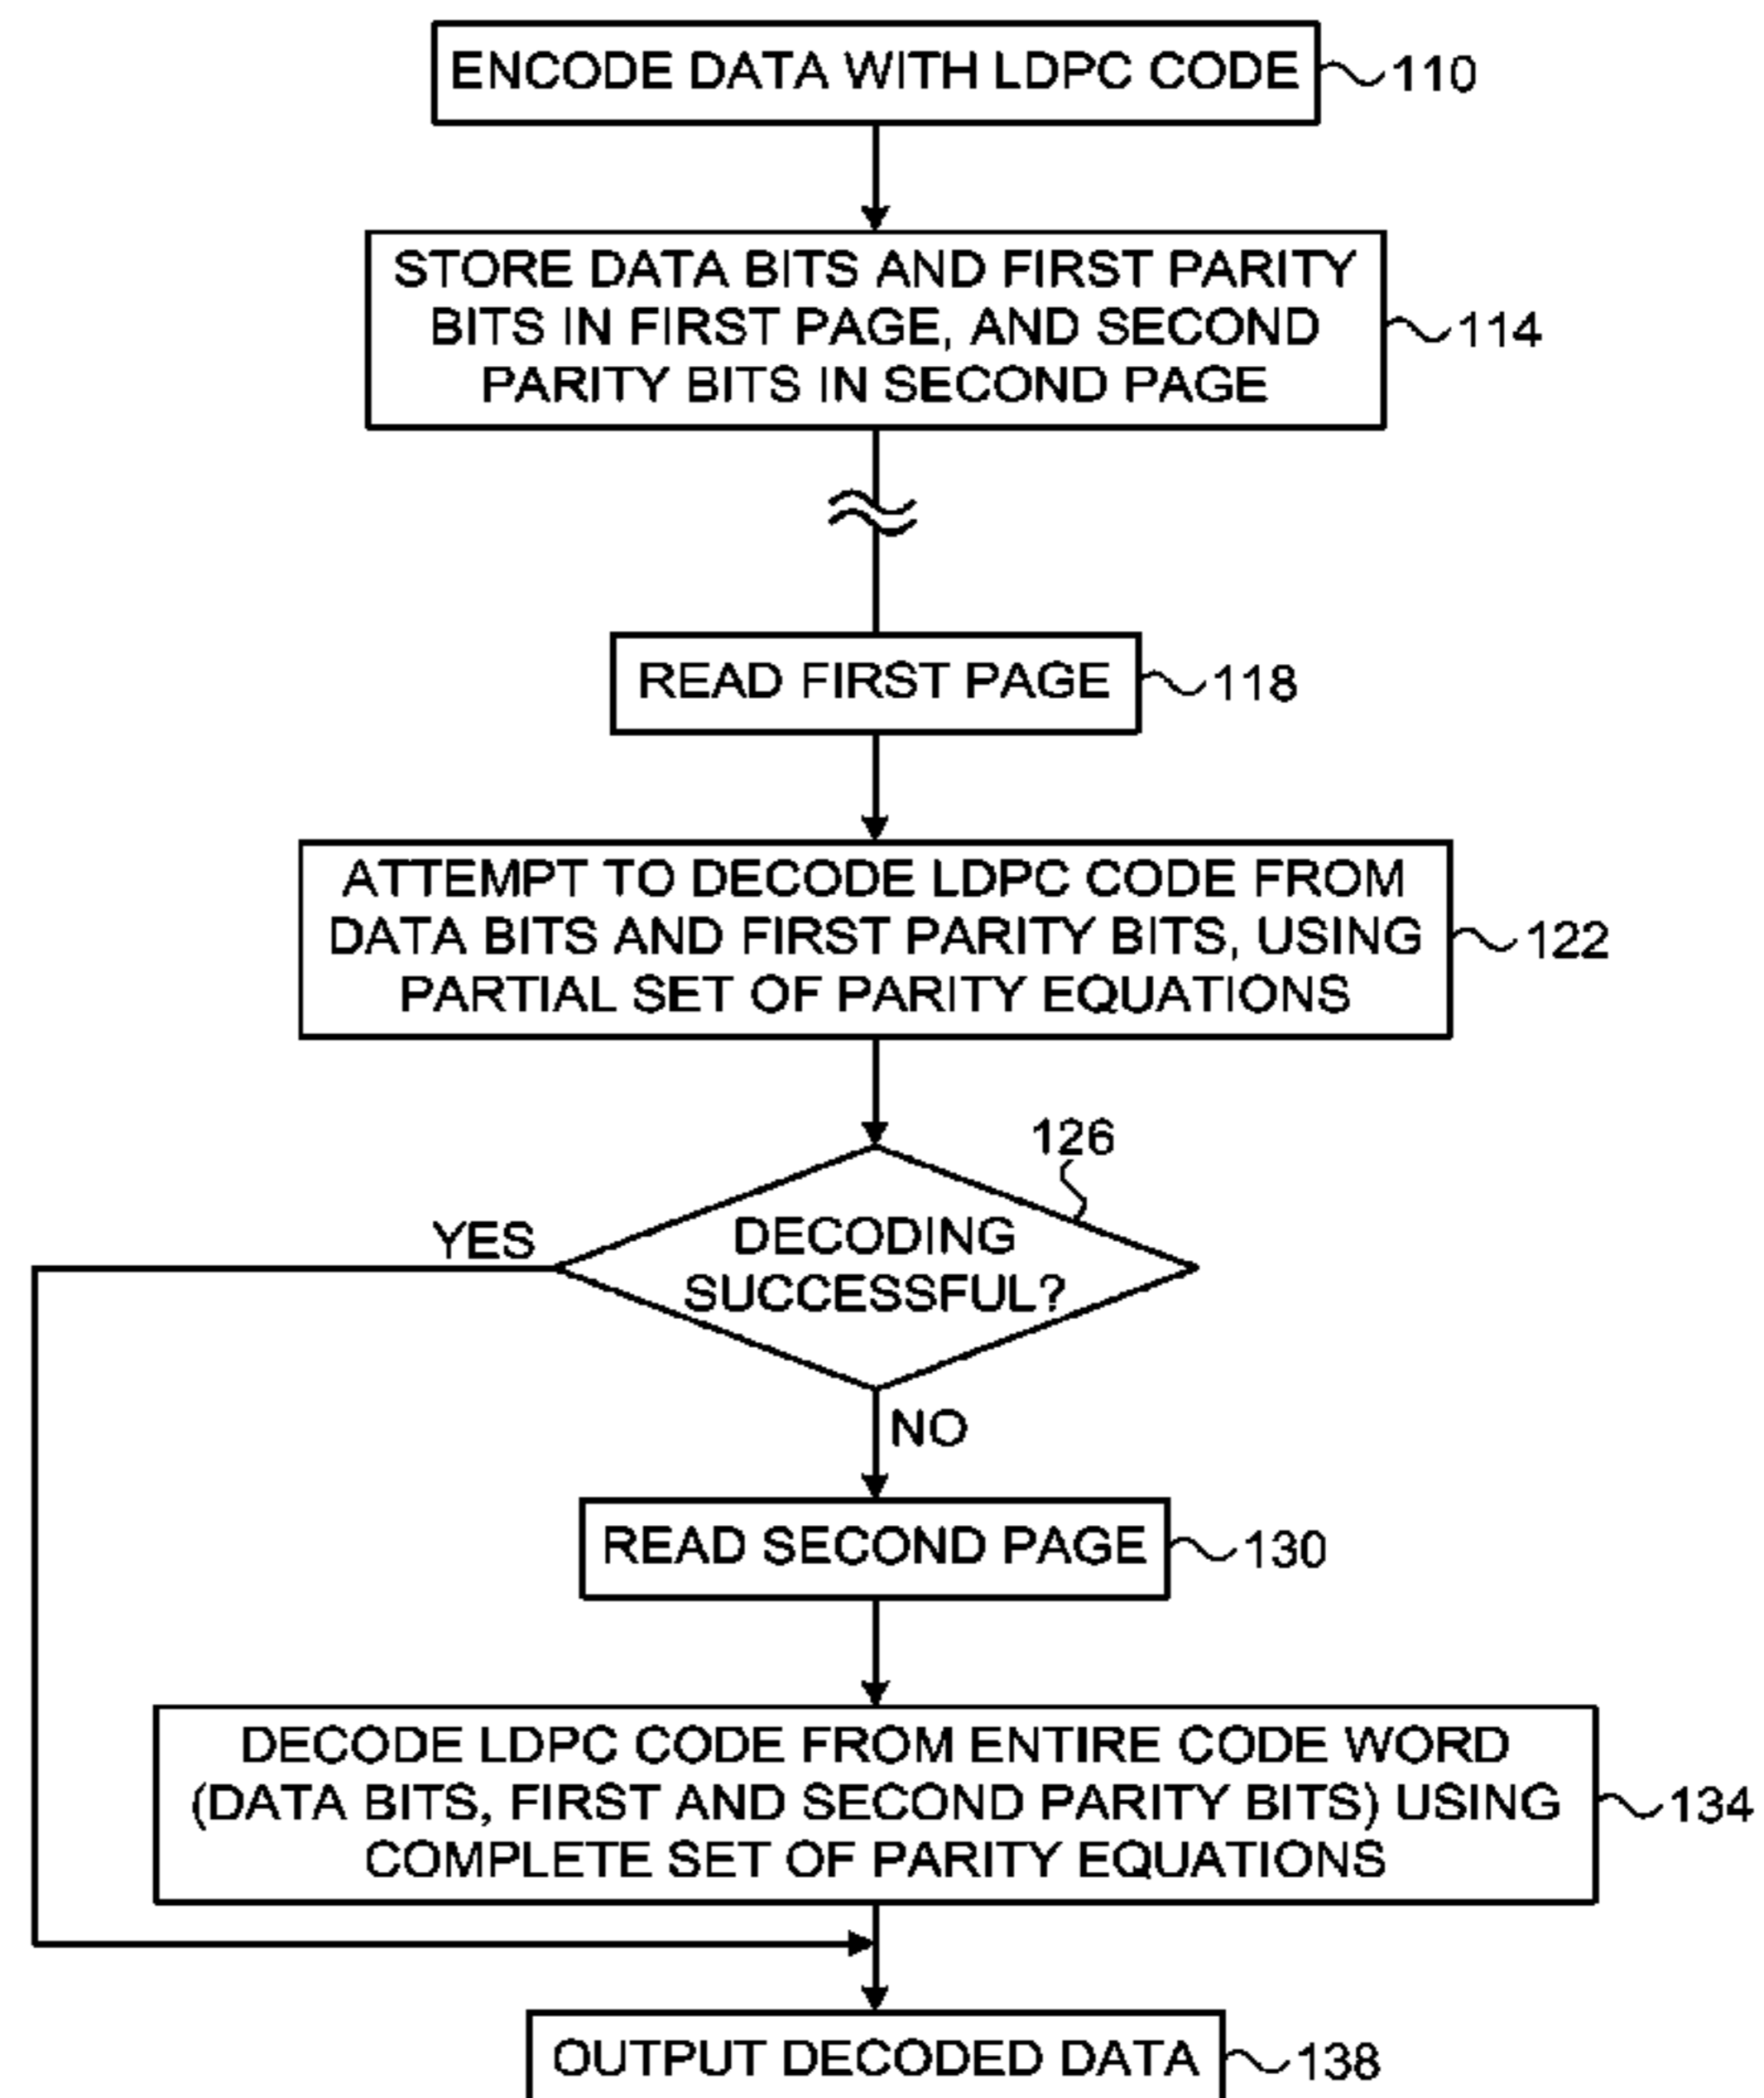 ENCODE DATA WITH LDPC CODE
110
STORE DATA BITS AND FIRST PARITY
BITS IN FIRST PAGE, AND SECOND
PARITY BITS IN SECOND PAGE
114
READ FIRST PAGE
118
ATTEMPT TO DECODE LDPC CODE FROM
DATA BITS AND FIRST PARITY BITS, USING
PARTIAL SET OF PARITY EQUATIONS
122
126
YES
DECODING
SUCCESSFUL?
NO
READ SECOND PAGE
130
DECODE LDPC CODE FROM ENTIRE CODE WORD
(DATA BITS, FIRST AND SECOND PARITY BITS) USING
COMPLETE SET OF PARITY EQUATIONS
134
OUTPUT DECODED DATA
138